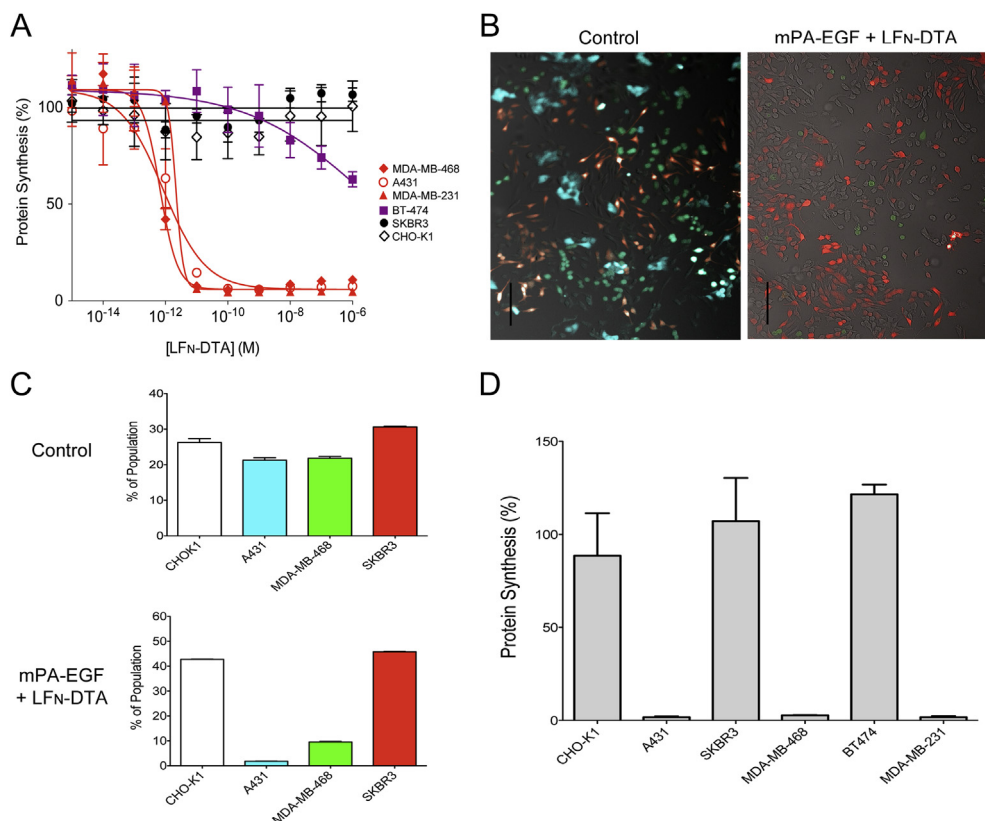 A
Protein Synthesis (%)
100
50
0
10-14
10-12
10-10
10-8
10-6
[LFN-DTA] (M)
MDA-MB-468
A431
MDA-MB-231
BT-474
SKBR3
CHO-K1
B
Control
mPA-EGF + LFN-DTA
C
Control
% of Population
40
30
20
10
0
CHOK1
A431
MDA-MB-468
SKBR3
mPA-EGF
+ LFN-DTA
% of Population
60
50
40
30
20
10
0
CHO-K1
A431
MDA-MB-468
SKBR3
D
Protein Synthesis (%)
150
100
50
0
CHO-K1
A431
SKBR3
MDA-MB-468
BT474
MDA-MB-231